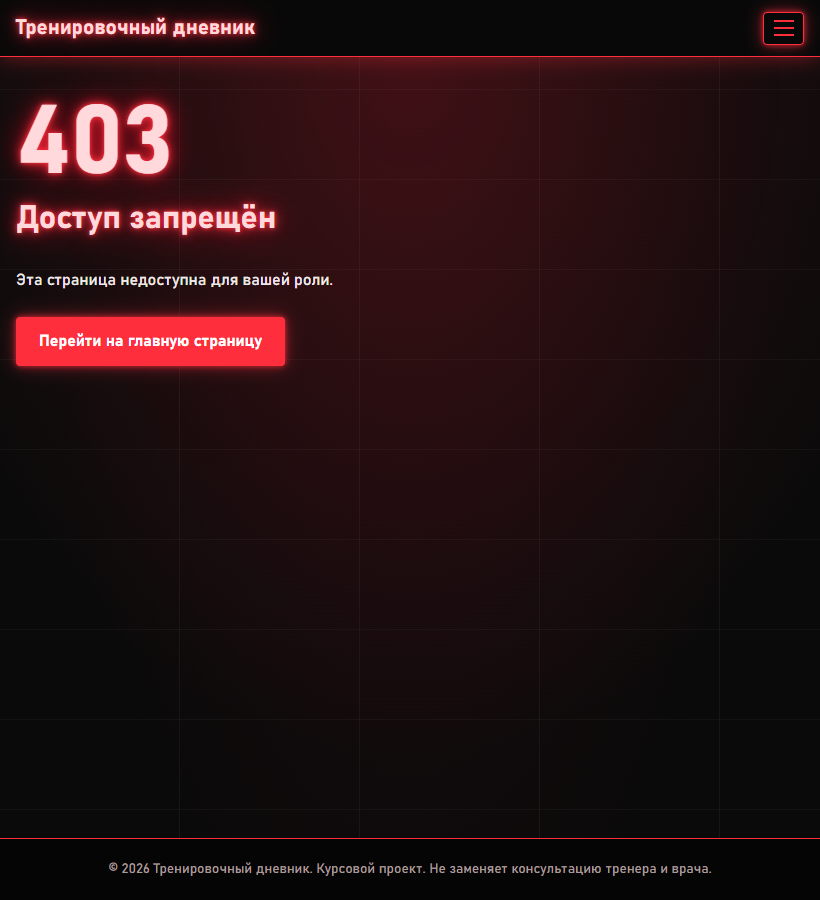 Тренировочный дневник
403
Доступ запрещён
Эта страница недоступна для вашей роли.
Перейти на главную страницу
© 2026 Тренировочный дневник. Курсовой проект. Не заменяет консультацию тренера и врача.